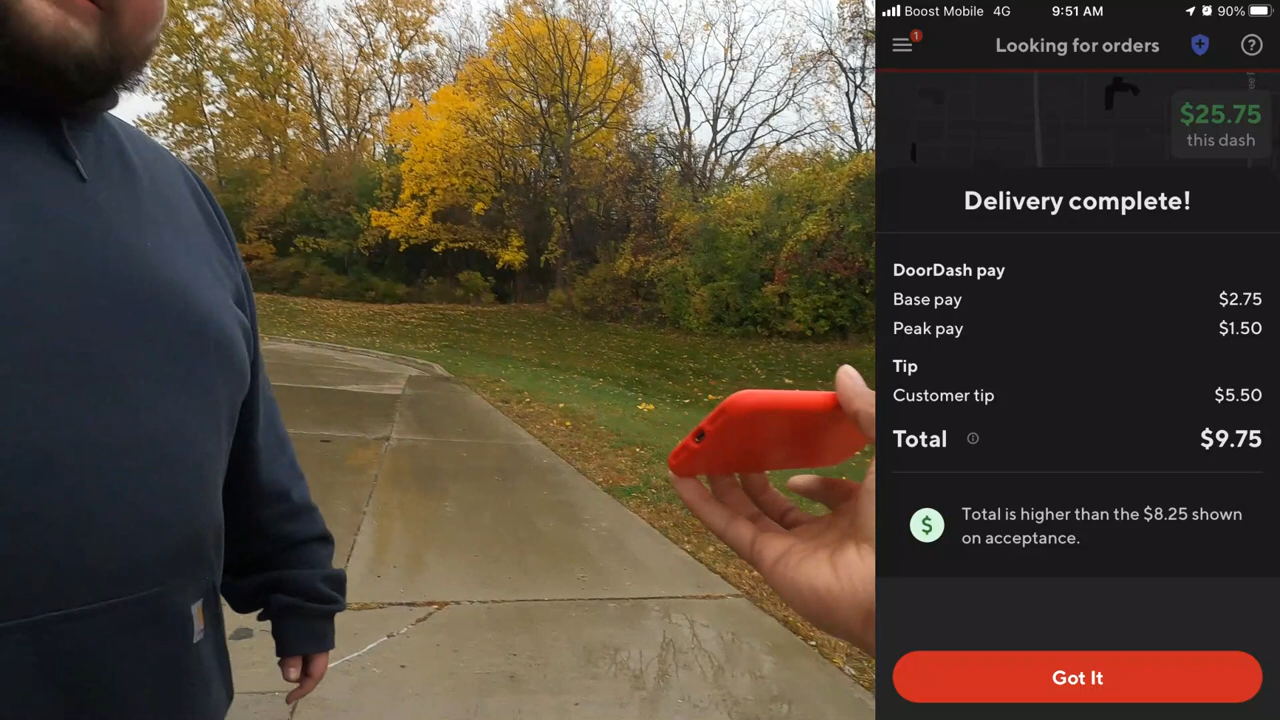 Boost Mobile 4G 9:51 AM 90%
1
Looking for orders
?
$25.75
this dash
Delivery complete!
DoorDash pay
Base pay $2.75
Peak pay $1.50
Tip
Customer tip $5.50
Total $9.75
$
Total is higher than the $8.25 shown
on acceptance.
Got It